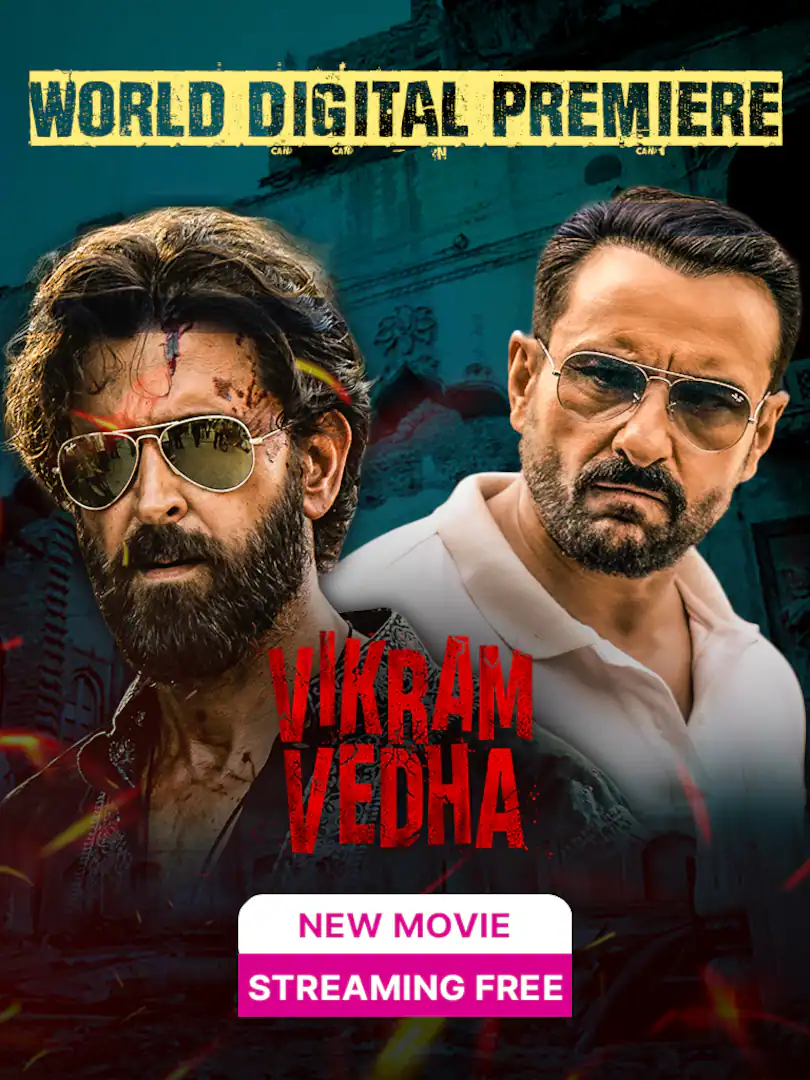 WORLD DIGITAL PREMIERE
VIKRAM
VEDHA
NEW MOVIE
STREAMING FREE